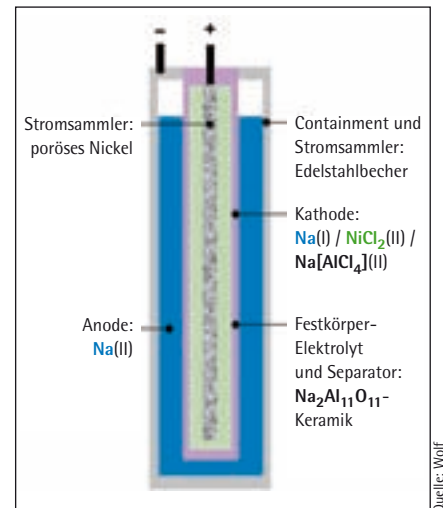 -
+
Stromsammler:
poröses Nickel
Anode:
Na(II)
Containment und
Stromsammler:
Edelstahlbecher
Kathode:
Na(I) / NiCl₂(II) /
Na[AlCl₄](II)
Festkörper-
Elektrolyt
und Separator:
Na₂Al₁₁O₁₁-
Keramik
Quelle: Wolf